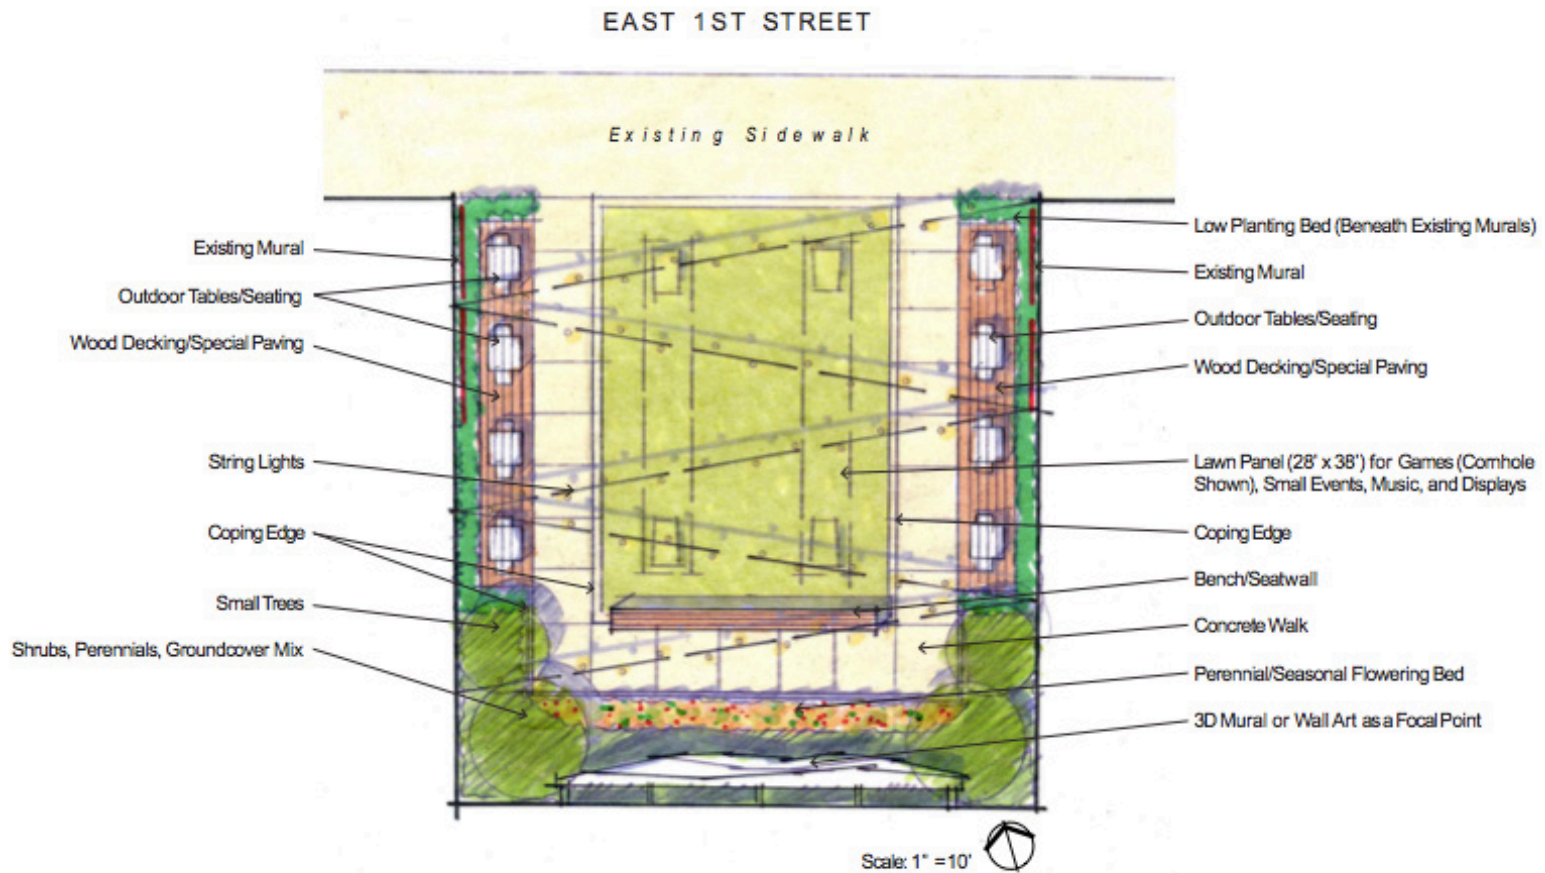 EAST 1ST STREET
Existing Sidewalk
Existing Mural
Outdoor Tables/Seating
Wood Decking/Special Paving
String Lights
Coping Edge
Small Trees
Shrubs, Perennials, Groundcover Mix
Low Planting Bed (Beneath Existing Murals)
Existing Mural
Outdoor Tables/Seating
Wood Decking/Special Paving
Lawn Panel (28' x 38') for Games (Cornhole
Shown), Small Events, Music, and Displays
Coping Edge
Bench/Seatwall
Concrete Walk
Perennial/Seasonal Flowering Bed
3D Mural or Wall Art as a Focal Point
Scale: 1" = 10'